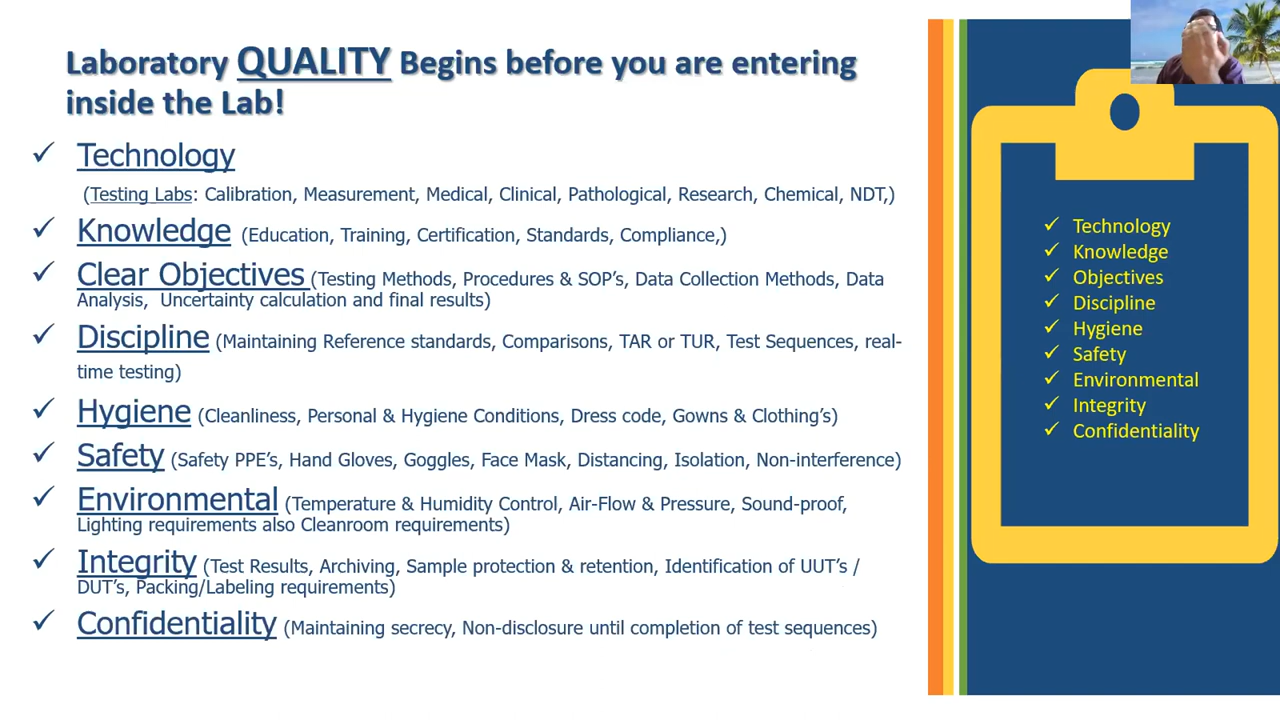 Laboratory QUALITY Begins before you are entering
inside the Lab!
✓ Technology
(Testing Labs: Calibration, Measurement, Medical, Clinical, Pathological, Research, Chemical, NDT,)
✓ Knowledge (Education, Training, Certification, Standards, Compliance,)
✓ Clear Objectives (Testing Methods, Procedures & SOP's, Data Collection Methods, Data
Analysis, Uncertainty calculation and final results)
✓ Discipline (Maintaining Reference standards, Comparisons, TAR or TUR, Test Sequences, real-
time testing)
✓ Hygiene (Cleanliness, Personal & Hygiene Conditions, Dress code, Gowns & Clothing's)
✓ Safety (Safety PPE's, Hand Gloves, Goggles, Face Mask, Distancing, Isolation, Non-interference)
✓ Environmental (Temperature & Humidity Control, Air-Flow & Pressure, Sound-proof,
Lighting requirements also Cleanroom requirements)
✓ Integrity (Test Results, Archiving, Sample protection & retention, Identification of UUT's /
DUT's, Packing/Labeling requirements)
✓ Confidentiality (Maintaining secrecy, Non-disclosure until completion of test sequences)
✓ Technology
✓ Knowledge
✓ Objectives
✓ Discipline
✓ Hygiene
✓ Safety
✓ Environmental
✓ Integrity
✓ Confidentiality